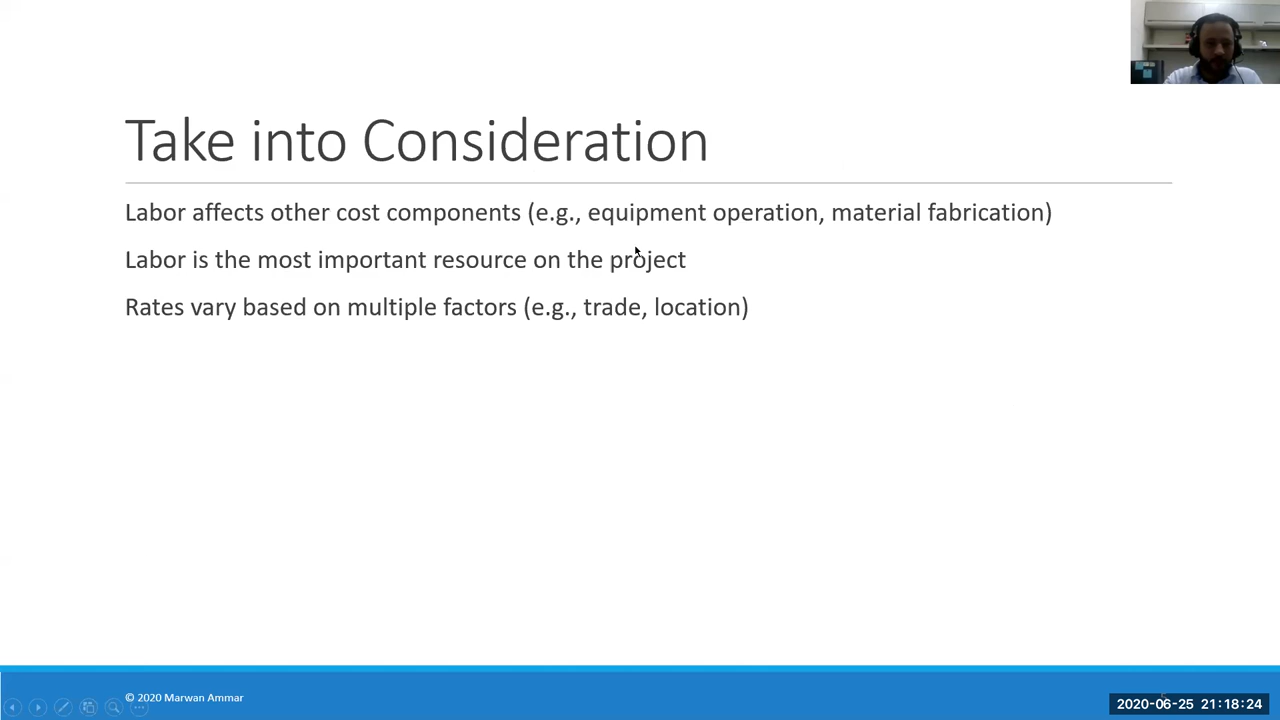 Take into Consideration
Labor affects other cost components (e.g., equipment operation, material fabrication)
Labor is the most important resource on the project
Rates vary based on multiple factors (e.g., trade, location)
© 2020 Marwan Ammar
2020-06-25 21:18:24